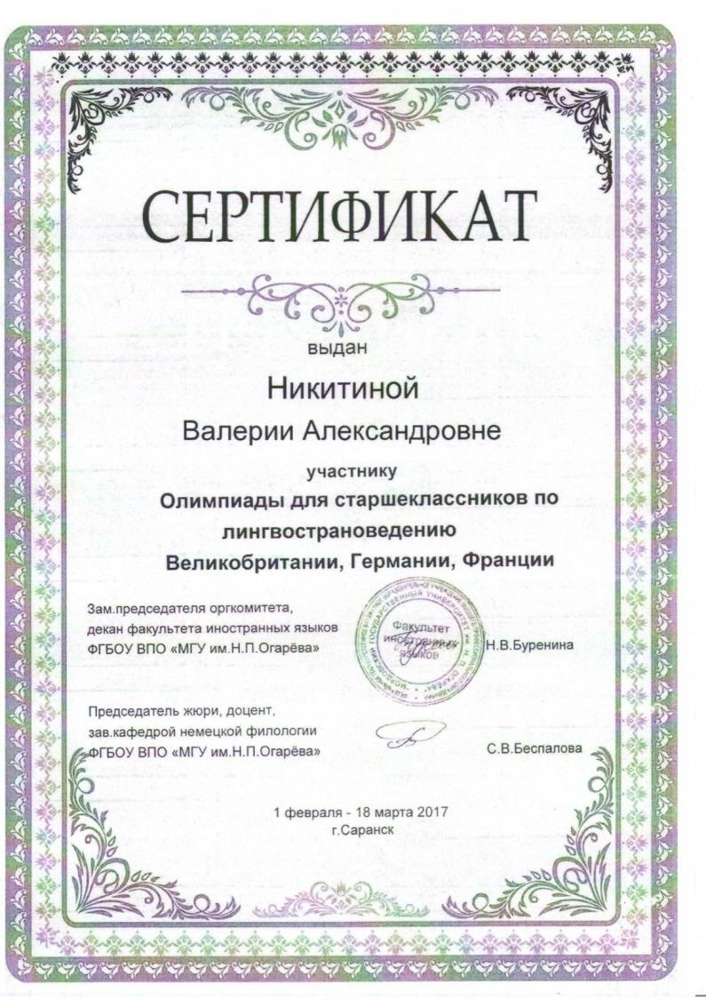 СЕРТИФИКАТ
выдан
Никитиной
Валерии Александровне
участнику
Олимпиады для старшеклассников по
лингвострановедению
Великобритании, Германии, Франции
Зам.председателя оргкомитета,
декан факультета иностранных языков
ФГБОУ ВПО «МГУ им.Н.П.Огарёва»
Факультет
иностранных
языков
Н.В.Буренина
Председатель жюри, доцент,
зав.кафедрой немецкой филологии
ФГБОУ ВПО «МГУ им.Н.П.Огарёва»
С.В.Беспалова
1 февраля - 18 марта 2017
г.Саранск